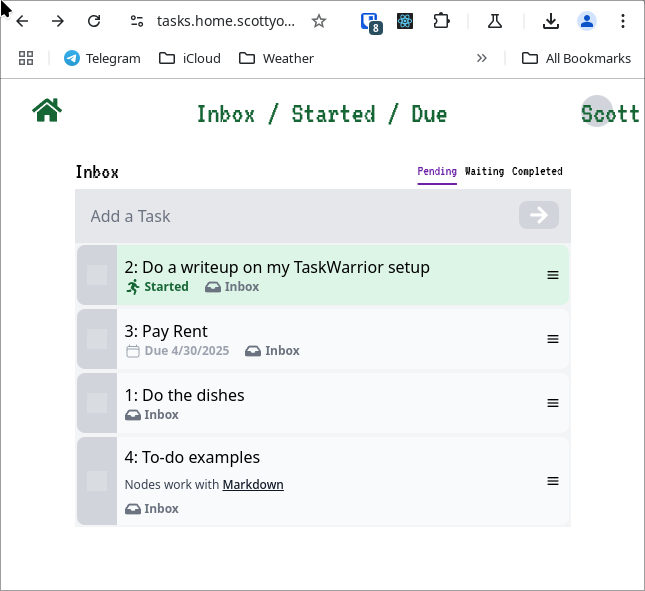 tasks.home.scottyo...
8
Telegram
iCloud
Weather
All Bookmarks
Inbox / Started / Due
Scott
Inbox
Pending Waiting Completed
Add a Task
2: Do a writeup on my TaskWarrior setup
Started Inbox
3: Pay Rent
Due 4/30/2025 Inbox
1: Do the dishes
Inbox
4: To-do examples
Nodes work with Markdown
Inbox